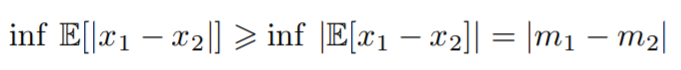 inf 𝔼[|x₁ − x₂|] ⩾ inf |𝔼[x₁ − x₂]| = |m₁ − m₂|